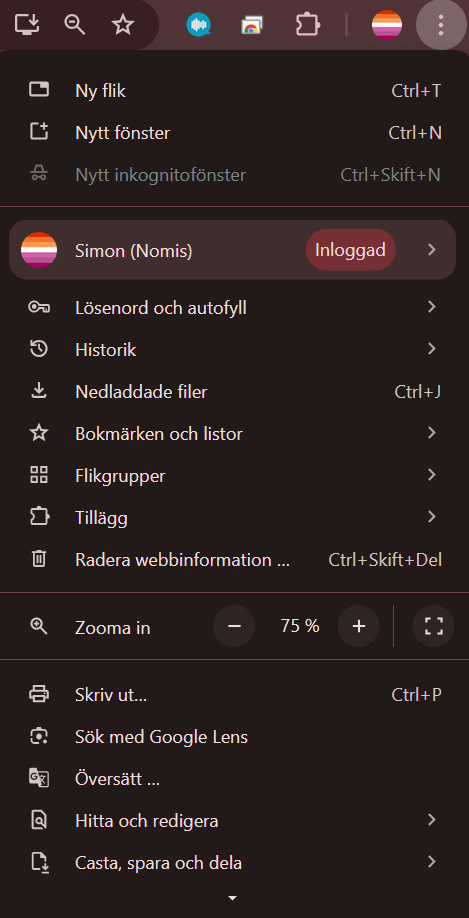 Ny flik Ctrl+T
Nytt fönster Ctrl+N
Nytt inkognitofönster Ctrl+Skift+N
Simon (Nomis) Inloggad
Lösenord och autofyll
Historik
Nedladdade filer Ctrl+J
Bokmärken och listor
Flikgrupper
Tillägg
Radera webbinformation ... Ctrl+Skift+Del
Zooma in − 75 % +
Skriv ut... Ctrl+P
Sök med Google Lens
Översätt ...
Hitta och redigera
Casta, spara och dela